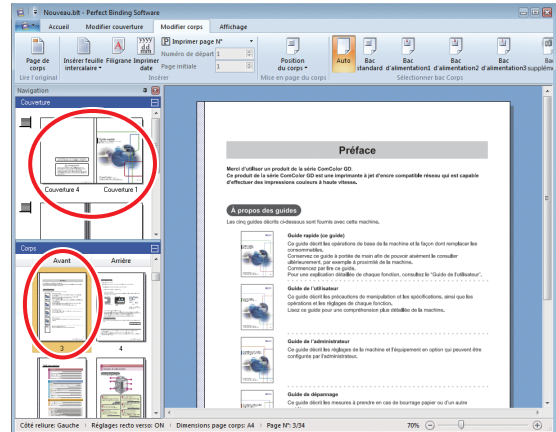 Nouveau.blt - Perfect Binding Software
Accueil Modifier couverture Modifier corps Affichage
Page de corps
Insérer feuille intercalaire
Filigrane
Imprimer date
yyyy
dd
Imprimer page N°
Numéro de départ 1
Page initiale 1
Position du corps
Auto
Bac standard
Bac d'alimentation1
Bac d'alimentation2
Bac d'alimentation3
Lire l'original
Insérer
Mise en page du corps
Sélectionner bac Corps
Navigation
Couverture
Couverture 4 Couverture 1
Corps
Avant Arrière
3 4
Préface
Merci d'utiliser un produit de la série ComColor GD.
Ce produit de la série ComColor GD est une imprimante à jet d'encre compatible réseau qui est capable
d'effectuer des impressions couleurs à haute vitesse.
À propos des guides
Les cinq guides décrits ci-dessous sont fournis avec cette machine.
Guide rapide (ce guide)
Ce guide décrit les opérations de base de la machine et la façon dont remplacer les
consommables.
Conservez ce guide à portée de main afin de pouvoir aisément le consulter
ultérieurement, par exemple à proximité de la machine.
Commencez par lire ce guide.
Pour une explication détaillée de chaque fonction, consultez le "Guide de l'utilisateur".
Guide de l'utilisateur
Ce guide décrit les précautions de manipulation et les spécifications, ainsi que les
opérations et les réglages de chaque fonction.
Lisez ce guide pour une compréhension plus détaillée de la machine.
Guide de l'administrateur
Ce guide décrit les réglages de la machine et l'équipement en option qui peuvent être
configurés par l'administrateur.
Guide de dépannage
Ce guide décrit les mesures à prendre en cas de bourrage papier ou d'un autre
Côté reliure: Gauche Réglages recto verso: ON Dimensions page corps: A4 Page N°: 3/34 70%